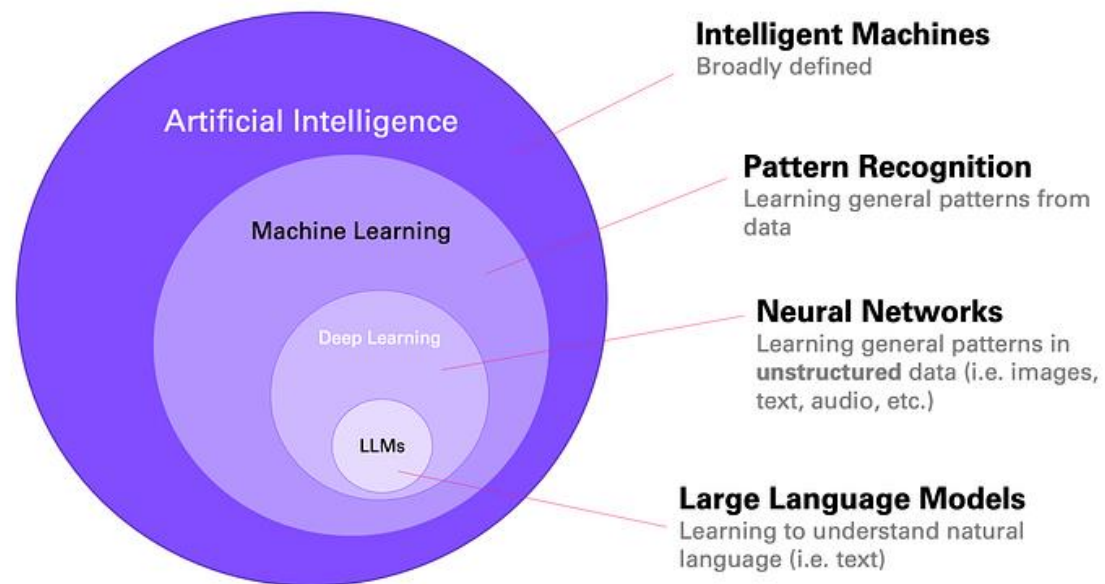 Artificial Intelligence
Machine Learning
Deep Learning
LLMs
Intelligent Machines
Broadly defined
Pattern Recognition
Learning general patterns from
data
Neural Networks
Learning general patterns in
unstructured data (i.e. images,
text, audio, etc.)
Large Language Models
Learning to understand natural
language (i.e. text)